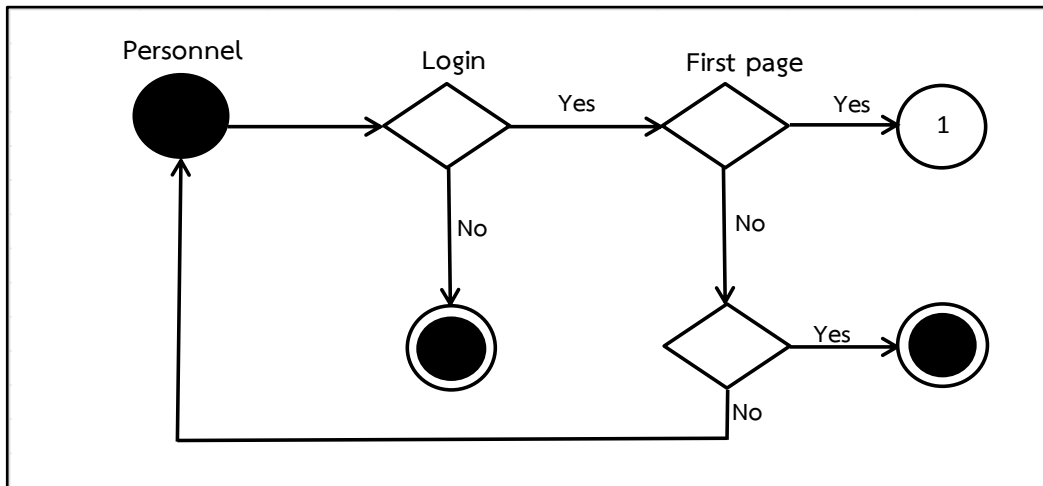 Personnel
Login
First page
Yes
Yes
1
No
No
Yes
No